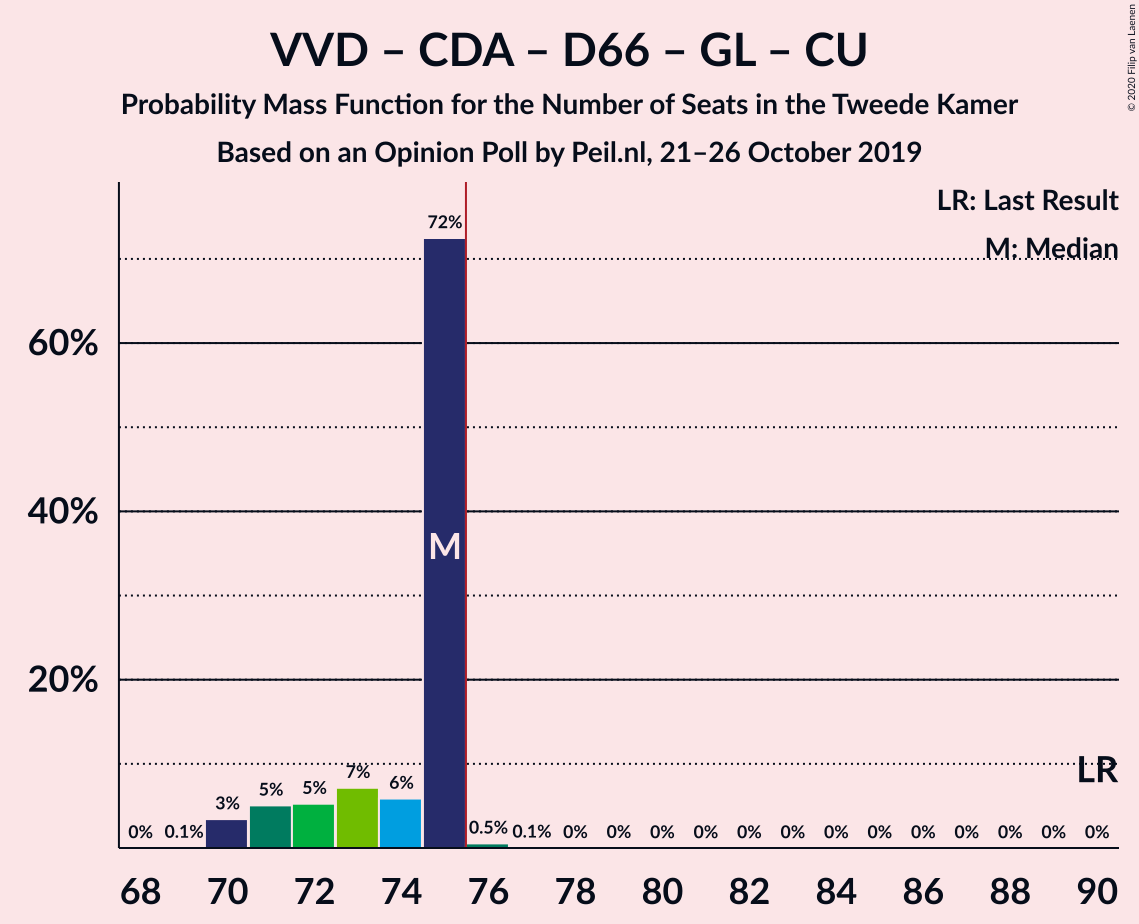 VVD – CDA – D66 – GL – CU
Probability Mass Function for the Number of Seats in the Tweede Kamer
Based on an Opinion Poll by Peil.nl, 21–26 October 2019
© 2020 Filip van Laenen
LR: Last Result
M: Median
72%
60%
40%
M
20%
LR
0% 0.1% 3% 5% 5% 7% 6% 0.5% 0.1% 0% 0% 0% 0% 0% 0% 0% 0% 0% 0% 0% 0% 0%
68 70 72 74 76 78 80 82 84 86 88 90